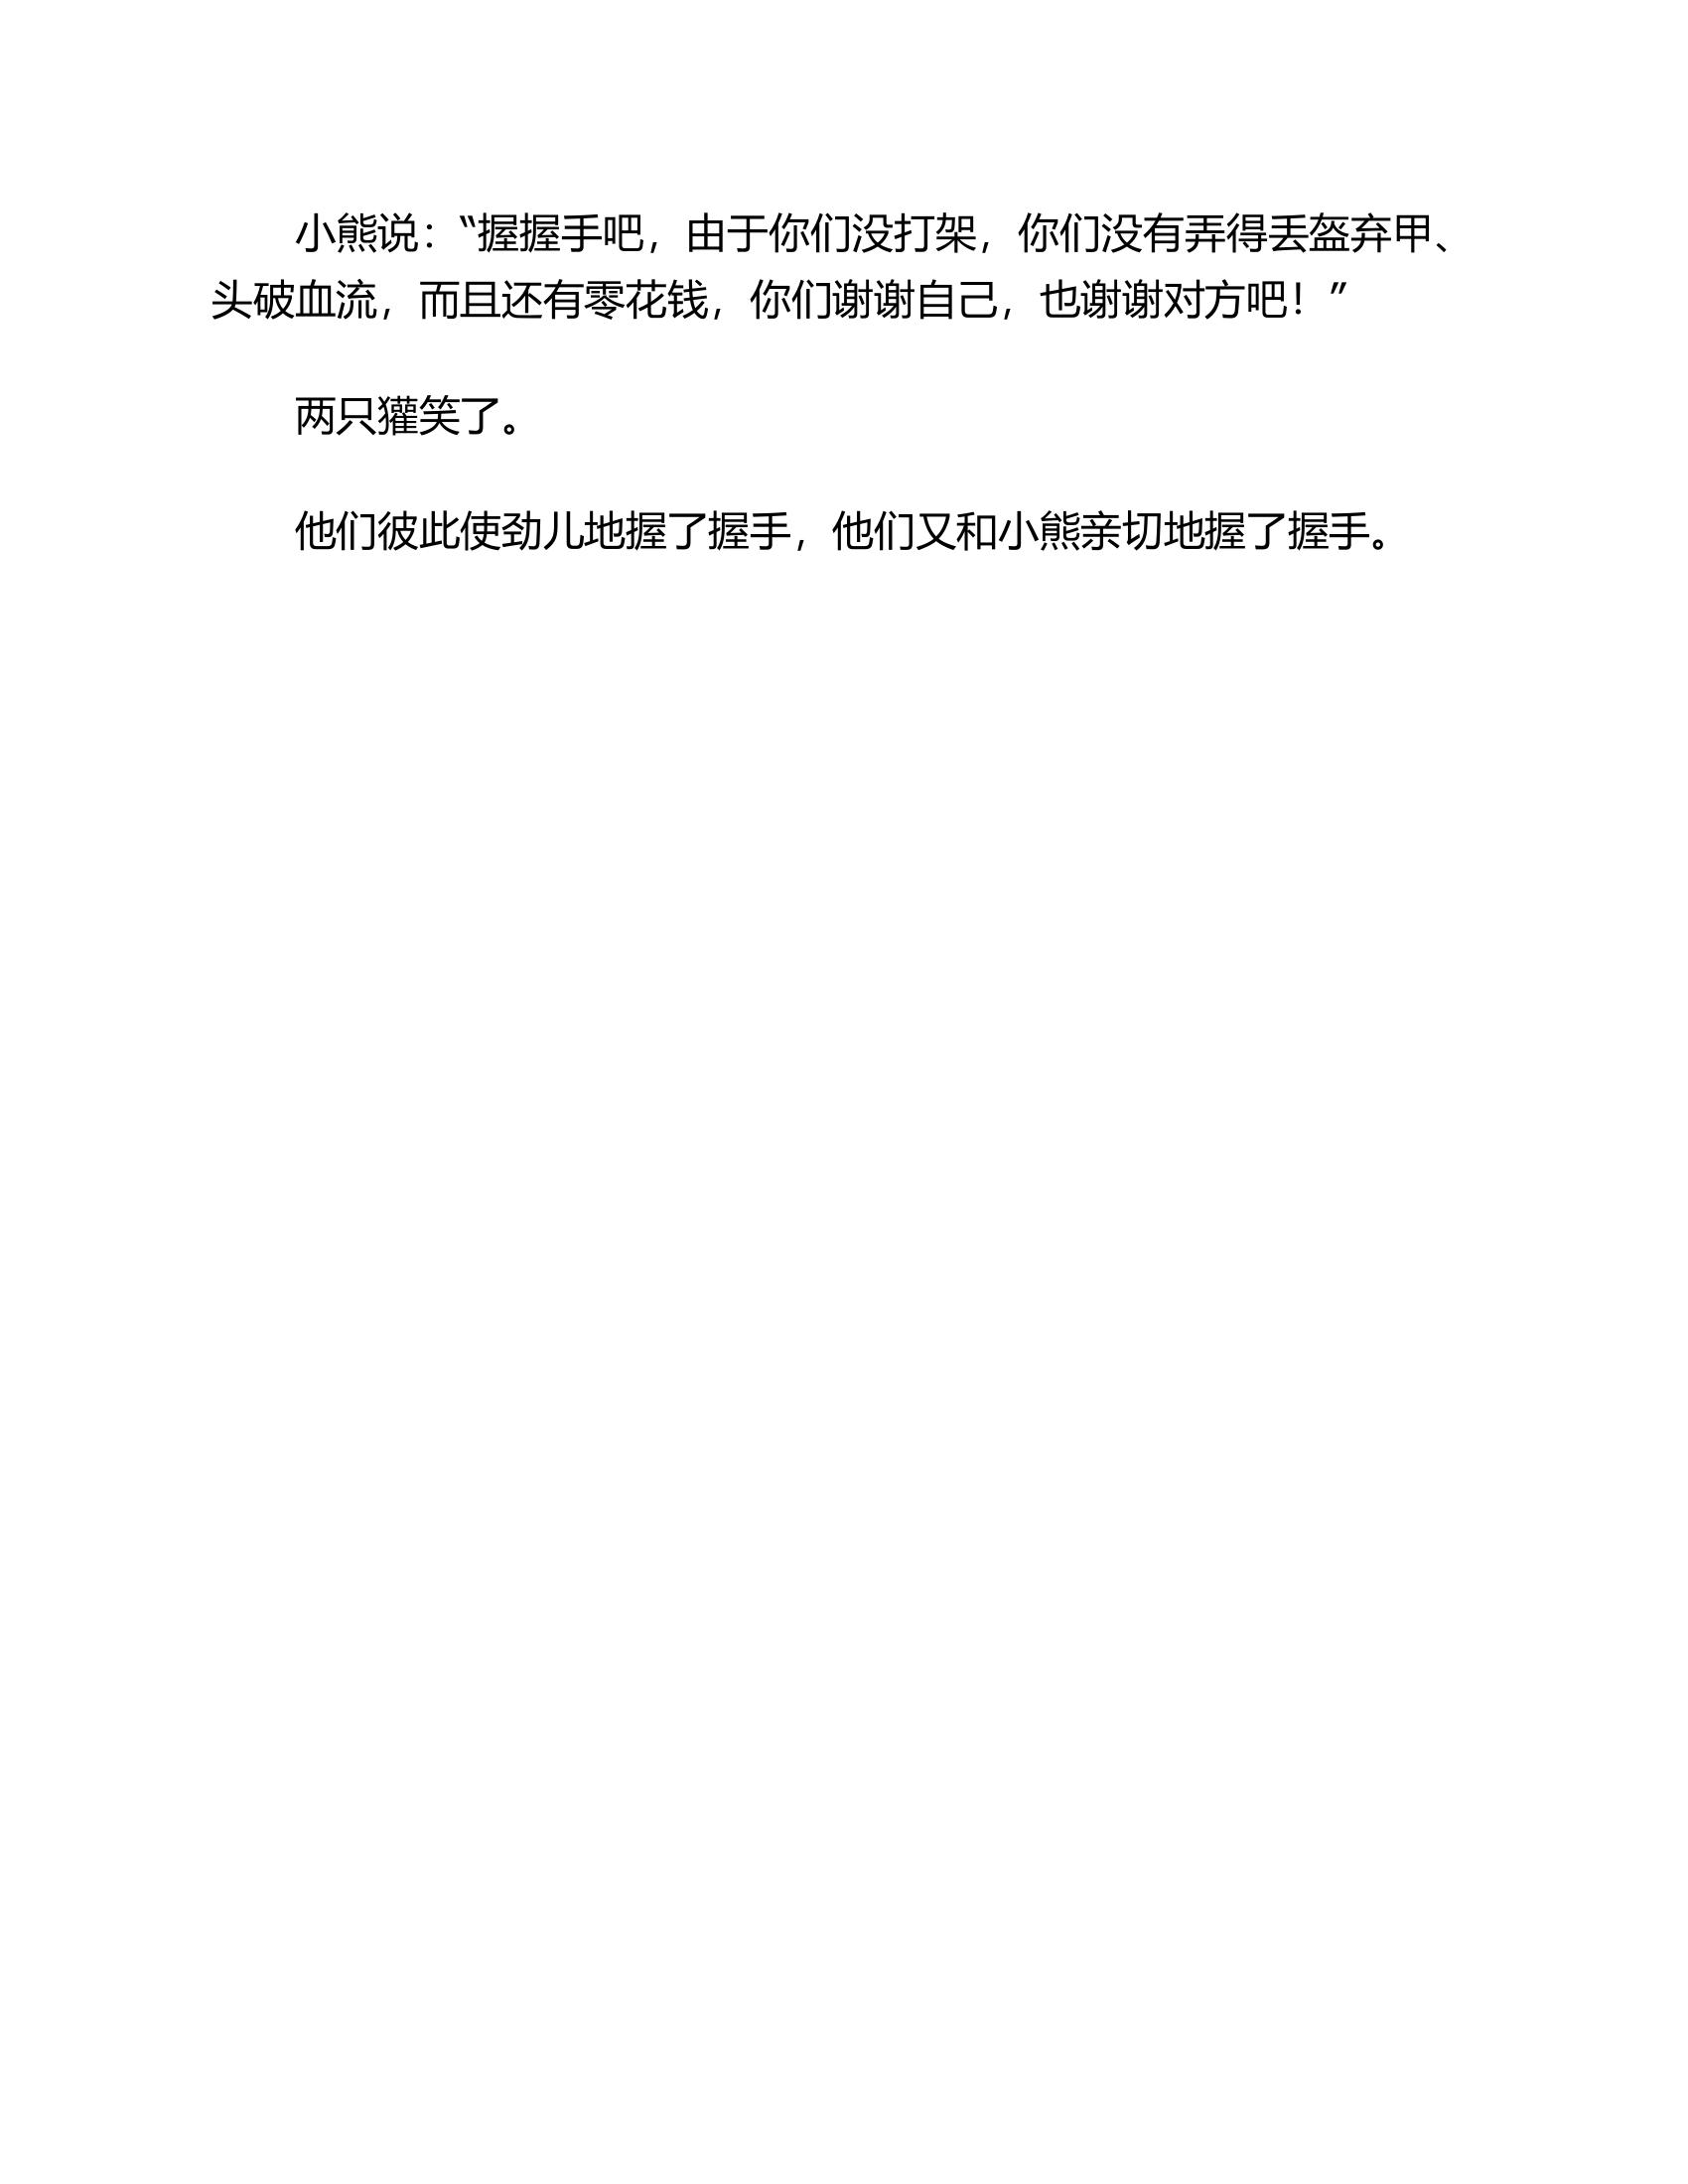 小熊说：“握握手吧，由于你们没打架，你们没有弄得丢盔弃甲、
头破血流，而且还有零花钱，你们谢谢自己，也谢谢对方吧！”
两只獾笑了。
他们彼此使劲儿地握了握手，他们又和小熊亲切地握了握手。